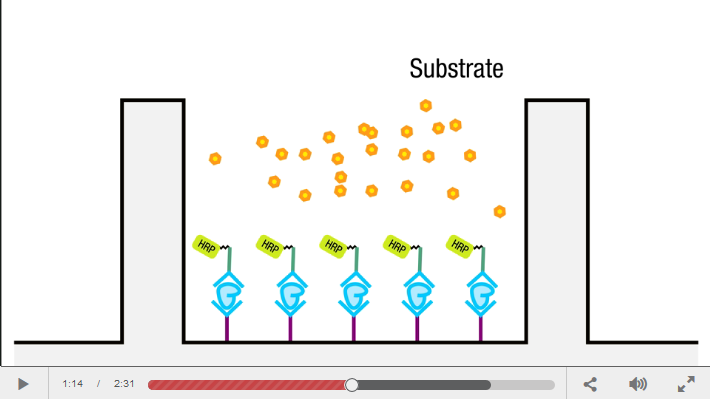 Substrate
HRP HRP HRP HRP HRP
1:14 / 2:31